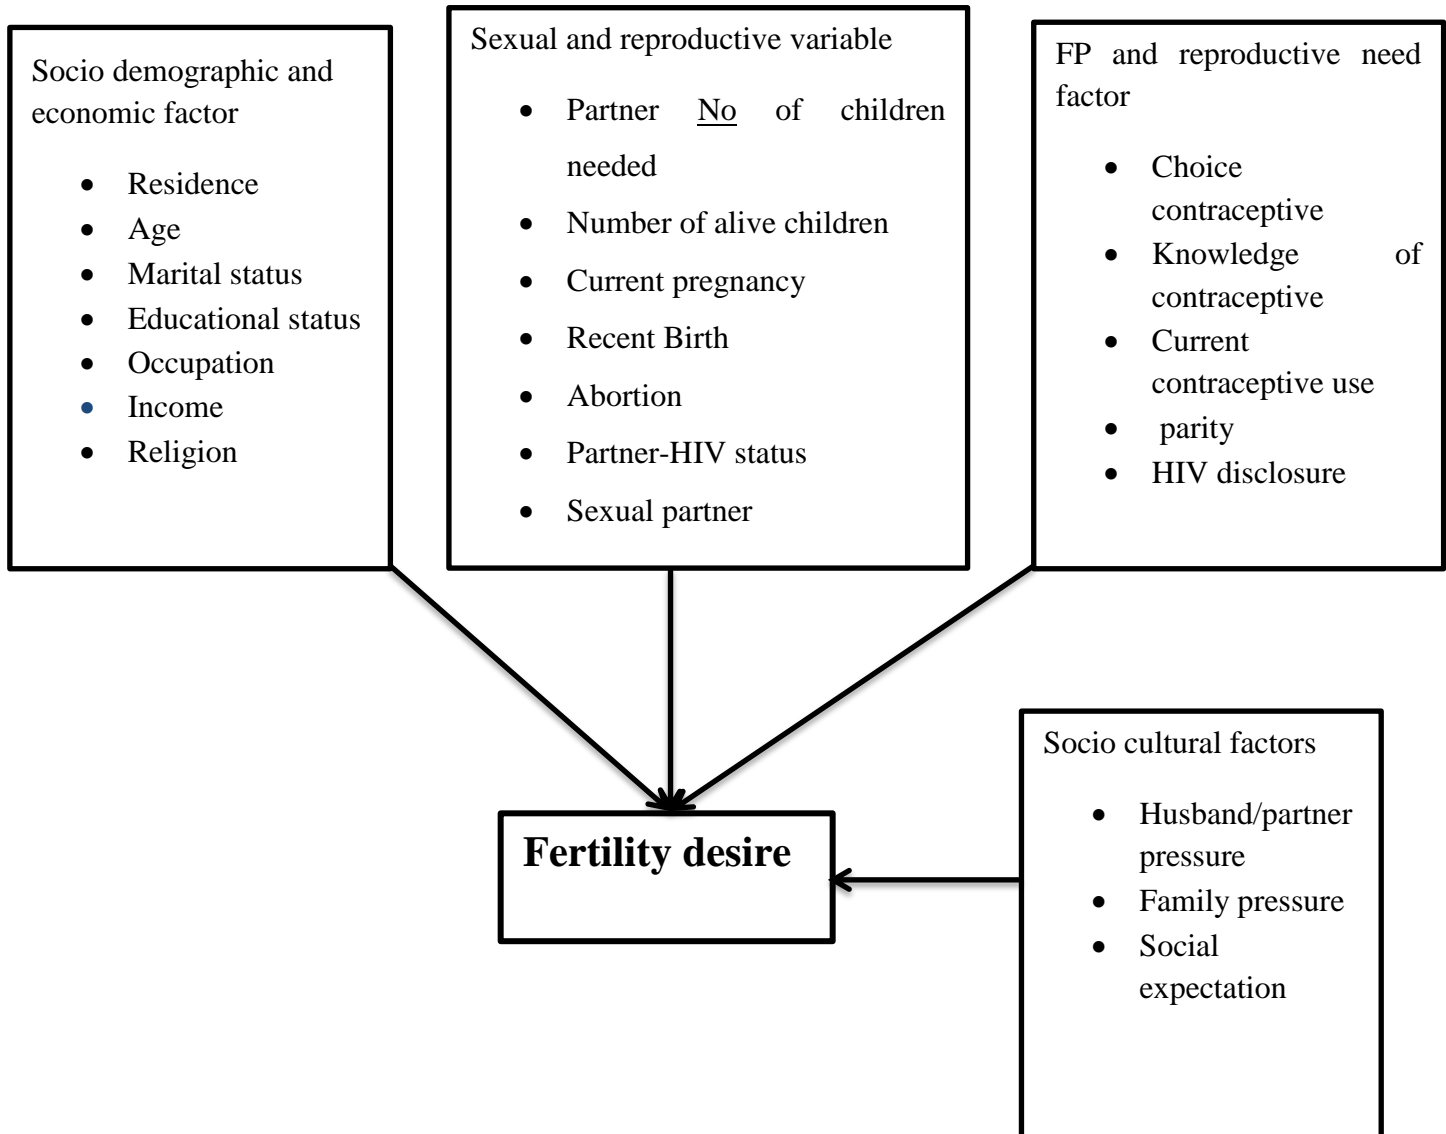 Socio demographic and
economic factor
• Residence
• Age
• Marital status
• Educational status
• Occupation
• Income
• Religion
Sexual and reproductive variable
• Partner No of children
needed
• Number of alive children
• Current pregnancy
• Recent Birth
• Abortion
• Partner-HIV status
• Sexual partner
FP and reproductive need
factor
• Choice
contraceptive
• Knowledge of
contraceptive
• Current
contraceptive use
• parity
• HIV disclosure
Fertility desire
Socio cultural factors
• Husband/partner
pressure
• Family pressure
• Social
expectation